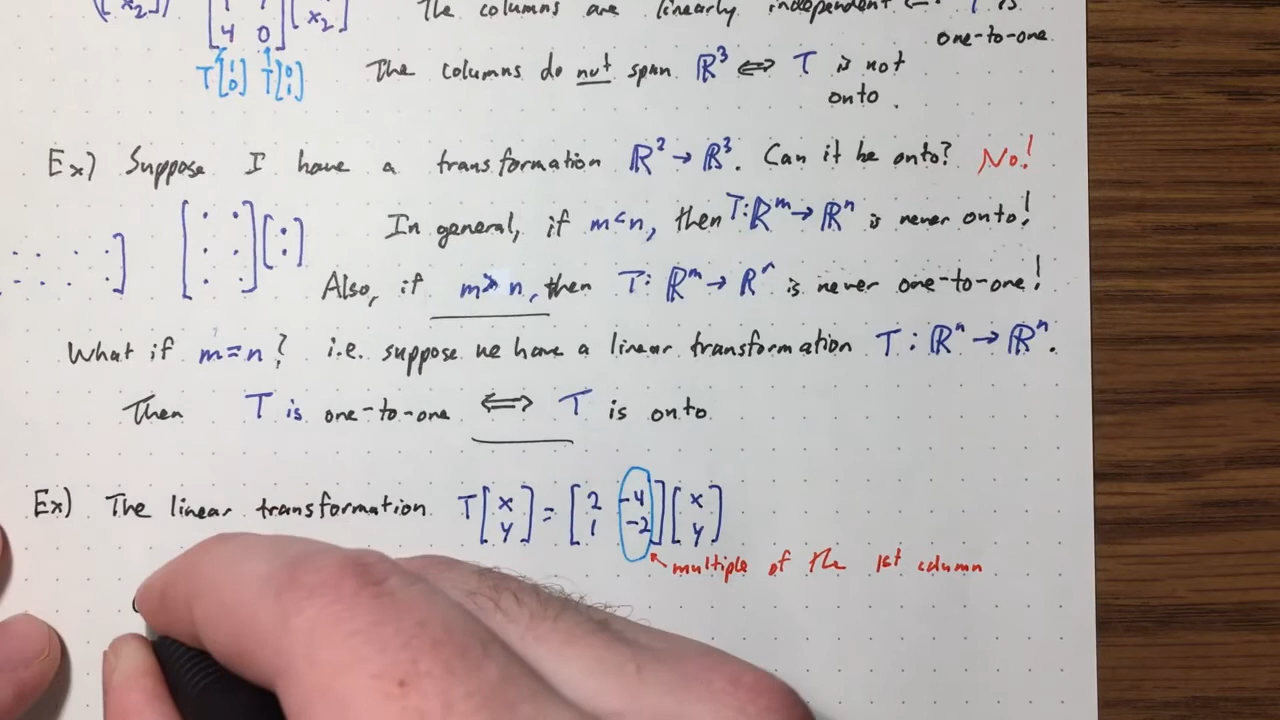 The columns are linearly independent ⟺ T is
one-to-one
[x₂]) [4 0][x₂]
T[1 0] T[0 1] The columns do not span ℝ³ ⟺ T is not
onto.
Ex) Suppose I have a transformation ℝ² → ℝ³. Can it be onto? No!
In general, if m<n, then T: ℝᵐ → ℝⁿ is never onto!
Also, if m>n, then T: ℝᵐ → ℝⁿ is never one-to-one!
What if m=n? i.e. suppose we have a linear transformation T: ℝⁿ → ℝⁿ.
Then T is one-to-one ⟺ T is onto.
Ex) The linear transformation T[x y] = [2 -4 1 -2][x y]
multiple of the 1st column